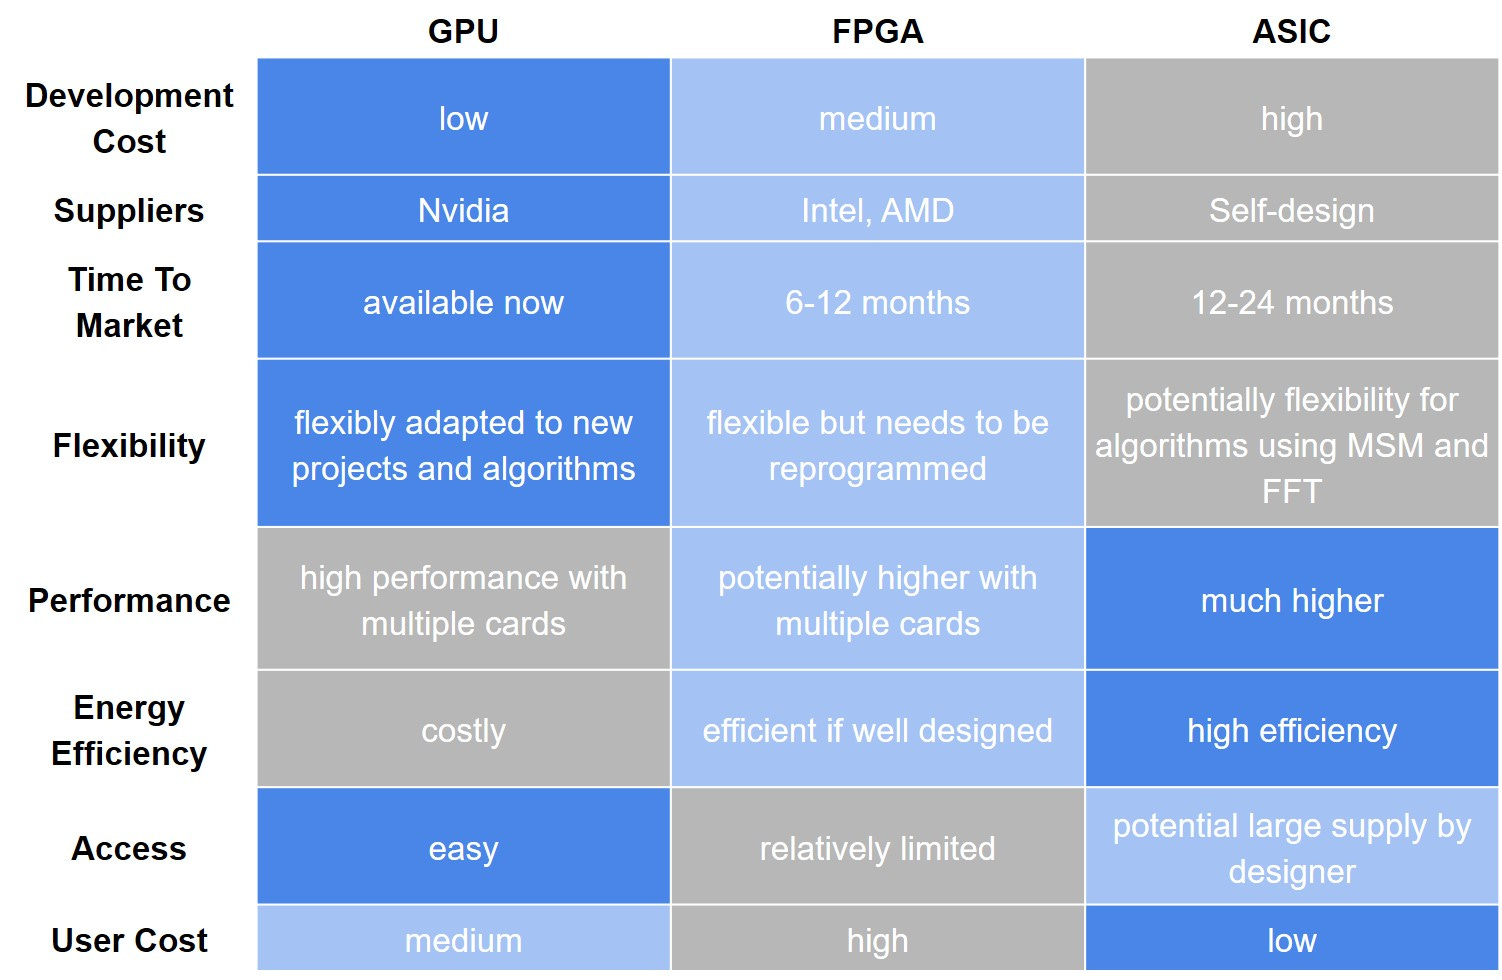 GPU FPGA ASIC
Development
Cost
low medium high
Suppliers Nvidia Intel, AMD Self-design
Time To
Market
available now 6-12 months 12-24 months
Flexibility
flexibly adapted to new
projects and algorithms
flexible but needs to be
reprogrammed
potentially flexibility for
algorithms using MSM and
FFT
Performance
high performance with
multiple cards
potentially higher with
multiple cards
much higher
Energy
Efficiency
costly efficient if well designed high efficiency
Access
easy relatively limited
potential large supply by
designer
User Cost medium high low